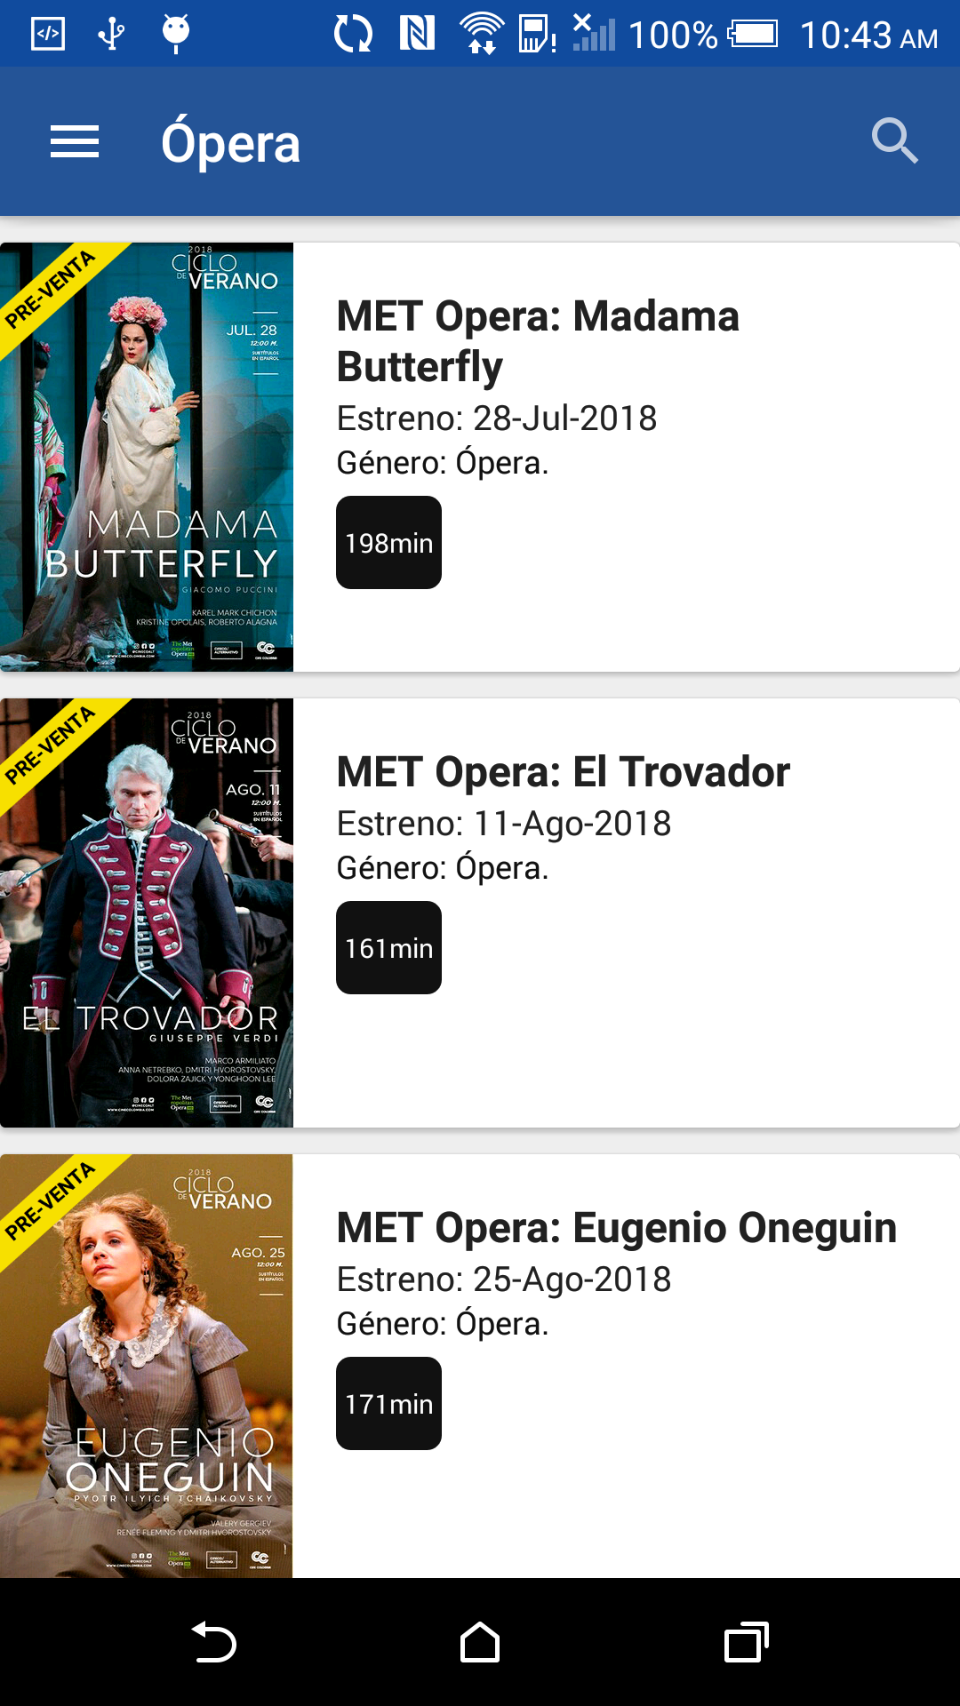 100% 10:43 AM
Ópera
PRE-VENTA
2018
CICLO
DE VERANO
JUL. 28
12:00 M.
SUBTÍTULOS
EN ESPAÑOL
MADAMA
BUTTERFLY
GIACOMO PUCCINI
KAREL MARK CHICHON
KRISTINE OPOLAIS, ROBERTO ALAGNA
MET Opera: Madama
Butterfly
Estreno: 28-Jul-2018
Género: Ópera.
198min
PRE-VENTA
2018
CICLO
DE VERANO
AGO. 11
12:00 M.
SUBTÍTULOS
EN ESPAÑOL
EL TROVADOR
GIUSEPPE VERDI
MARCO ARMILIATO
ANNA NETREBKO, DMITRI HVOROSTOVSKY,
DOLORA ZAJICK Y YONGHOON LEE
MET Opera: El Trovador
Estreno: 11-Ago-2018
Género: Ópera.
161min
PRE-VENTA
2018
CICLO
DE VERANO
AGO. 25
12:00 M.
SUBTÍTULOS
EN ESPAÑOL
EUGENIO
ONEGUIN
PYOTR ILYICH TCHAIKOVSKY
VALERY GERGIEV
RENÉE FLEMING Y DMITRI HVOROSTOVSKY
MET Opera: Eugenio Oneguin
Estreno: 25-Ago-2018
Género: Ópera.
171min